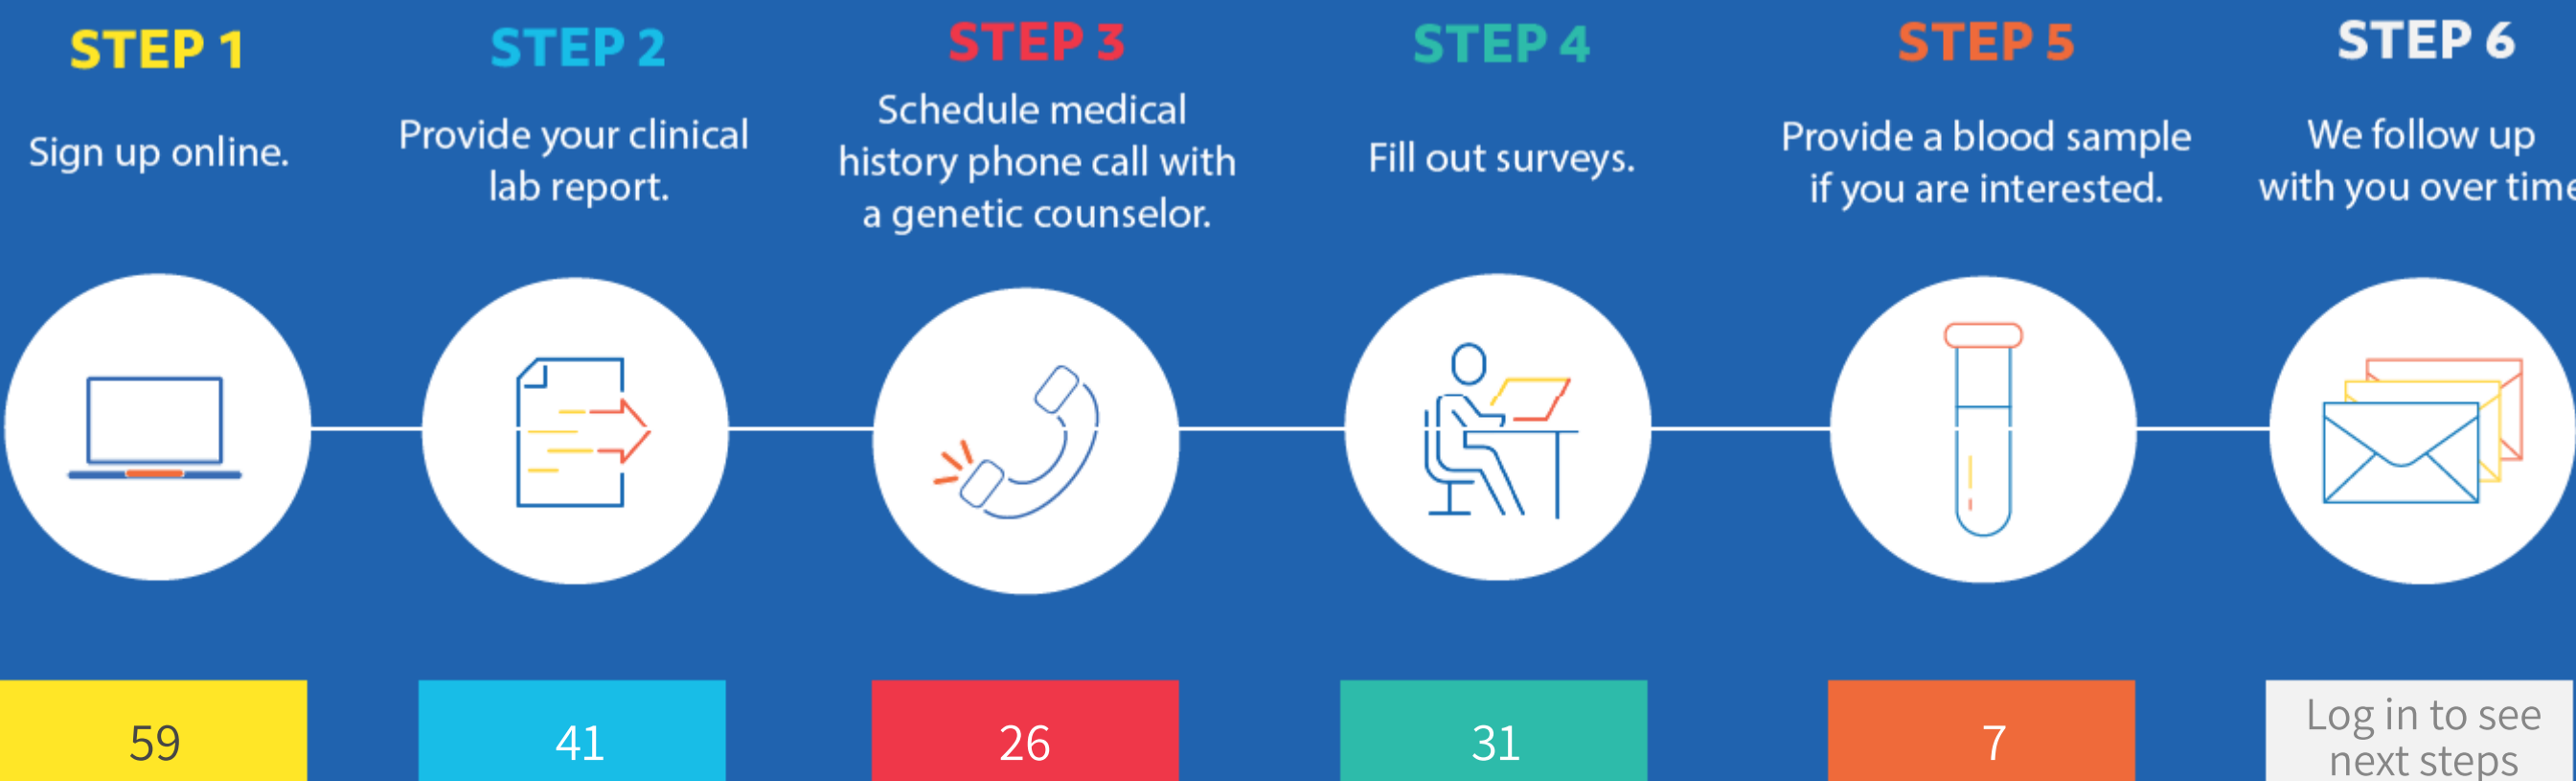 STEP 1
Sign up online.
59
STEP 2
Provide your clinical
lab report.
41
STEP 3
Schedule medical
history phone call with
a genetic counselor.
26
STEP 4
Fill out surveys.
31
STEP 5
Provide a blood sample
if you are interested.
7
STEP 6
We follow up
with you over time
Log in to see
next steps